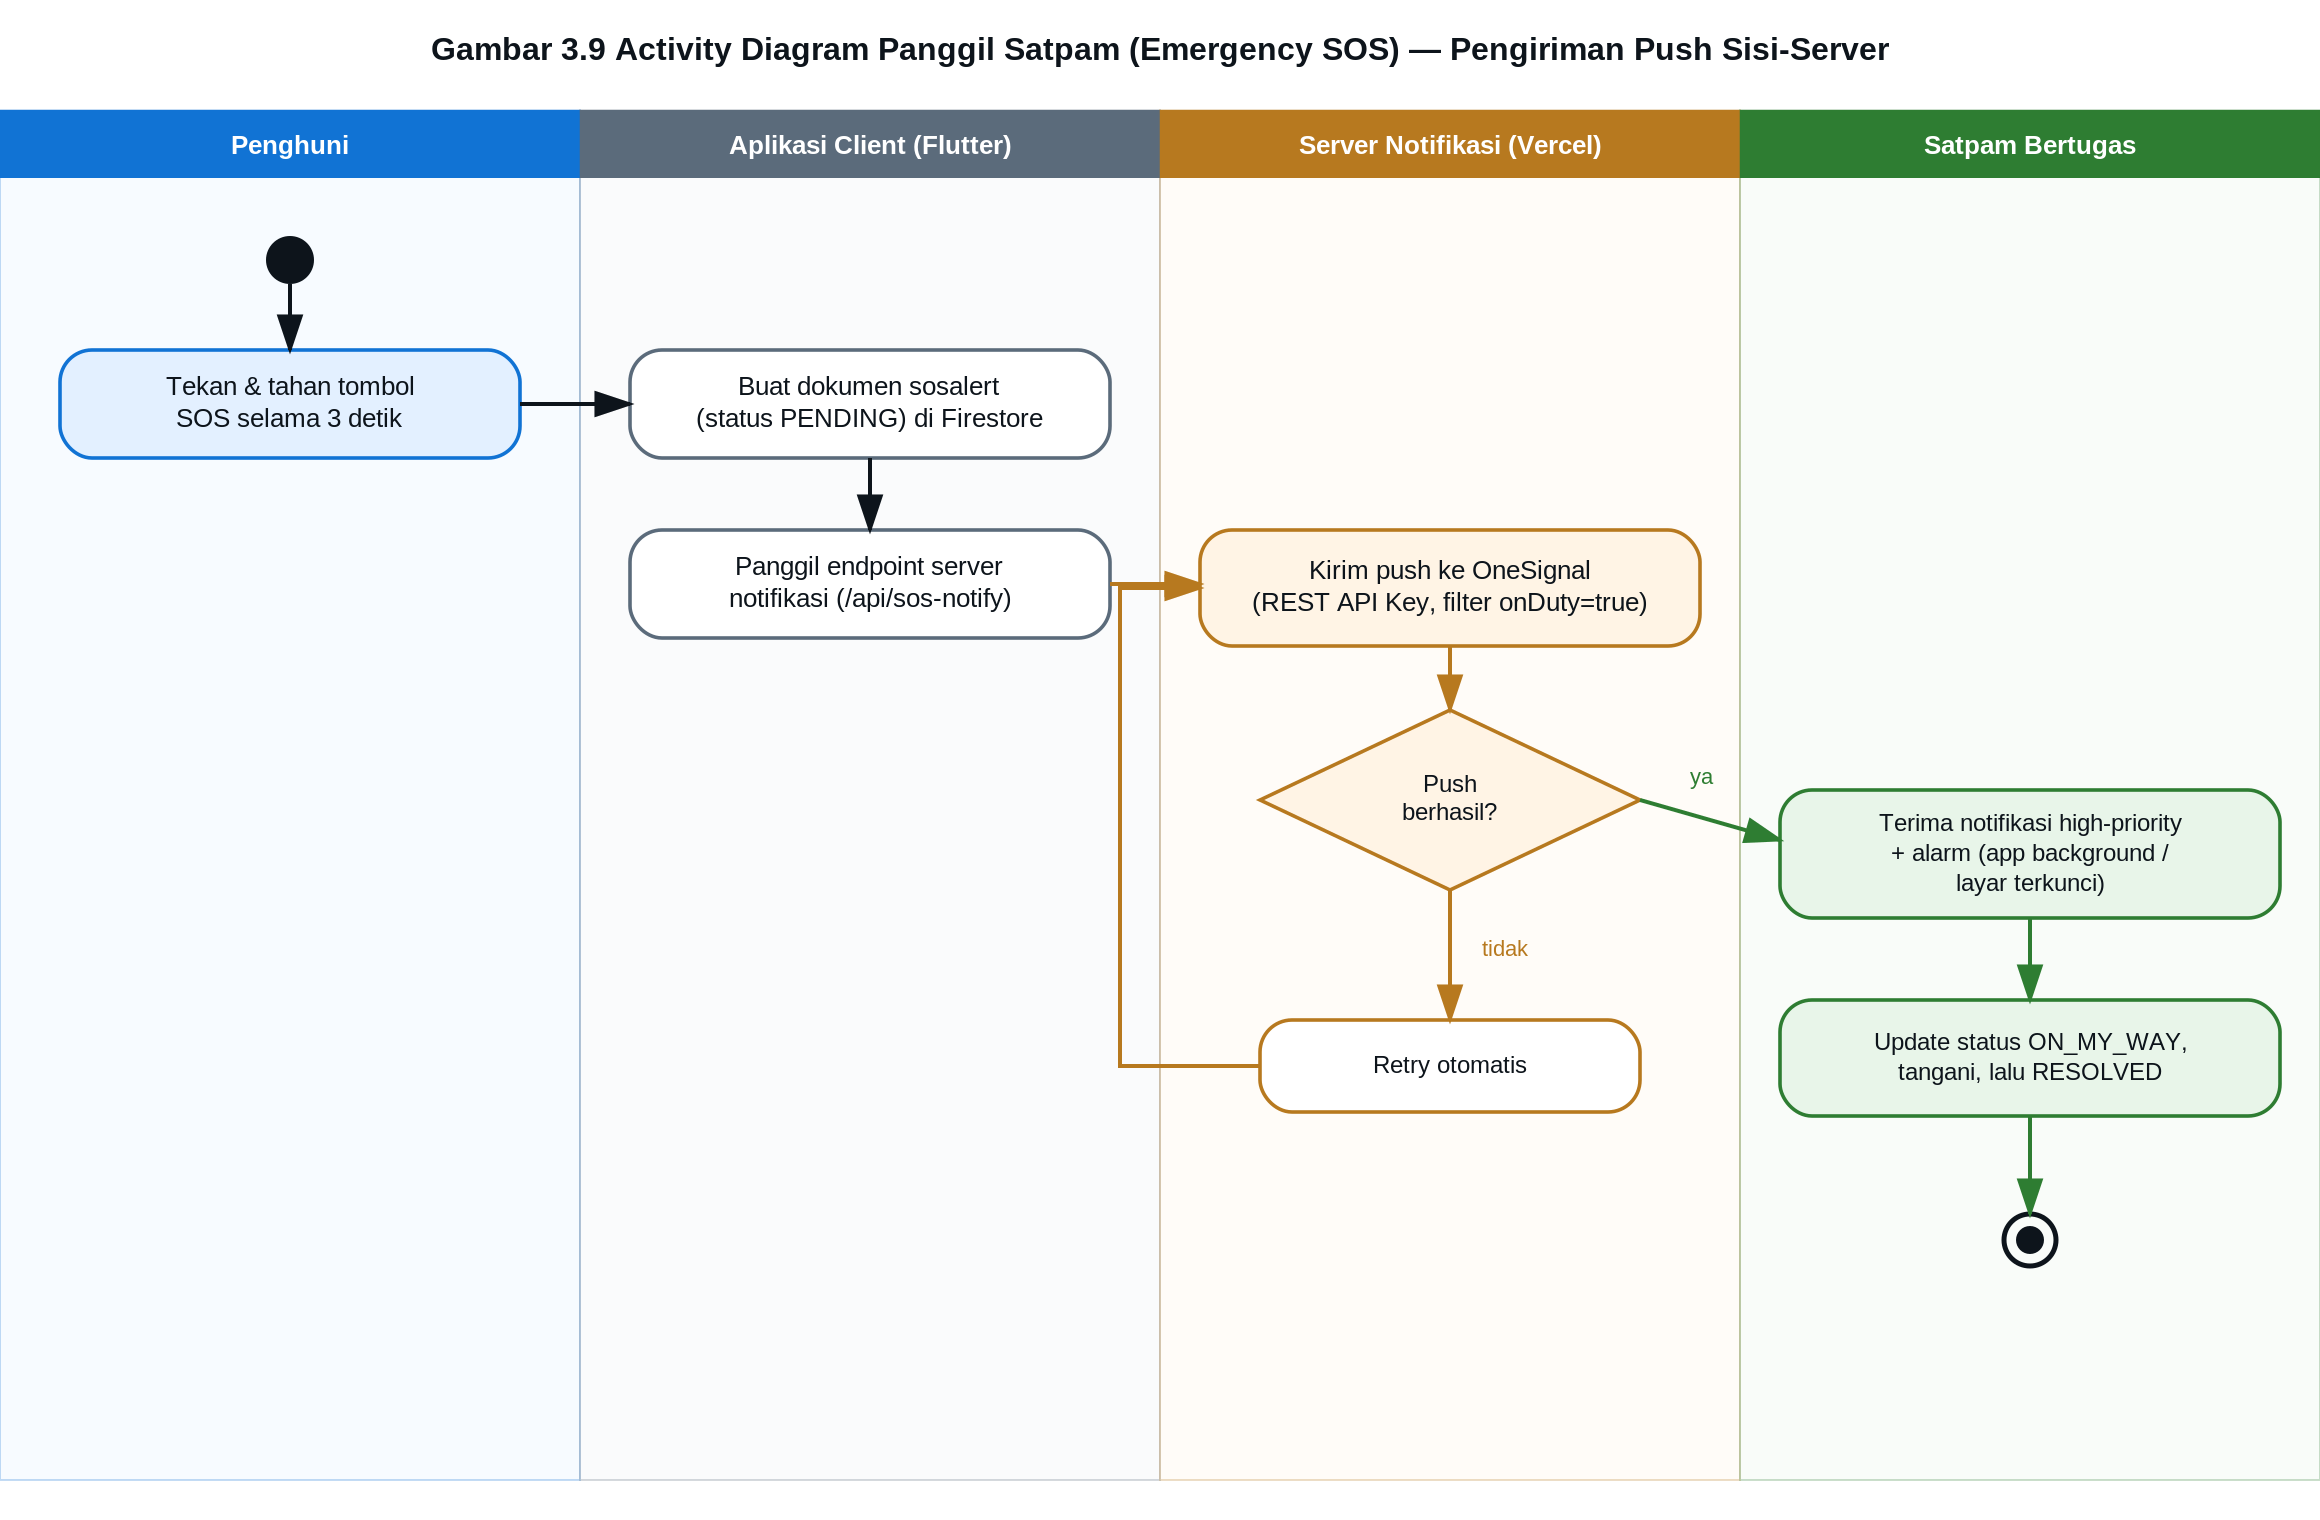 Gambar 3.9 Activity Diagram Panggil Satpam (Emergency SOS) — Pengiriman Push Sisi-Server
Penghuni
Aplikasi Client (Flutter)
Server Notifikasi (Vercel)
Satpam Bertugas
Tekan & tahan tombol
SOS selama 3 detik
Buat dokumen sosalert
(status PENDING) di Firestore
Panggil endpoint server
notifikasi (/api/sos-notify)
Kirim push ke OneSignal
(REST API Key, filter onDuty=true)
Push
berhasil?
ya
tidak
Retry otomatis
Terima notifikasi high-priority
+ alarm (app background /
layar terkunci)
Update status ON_MY_WAY,
tangani, lalu RESOLVED